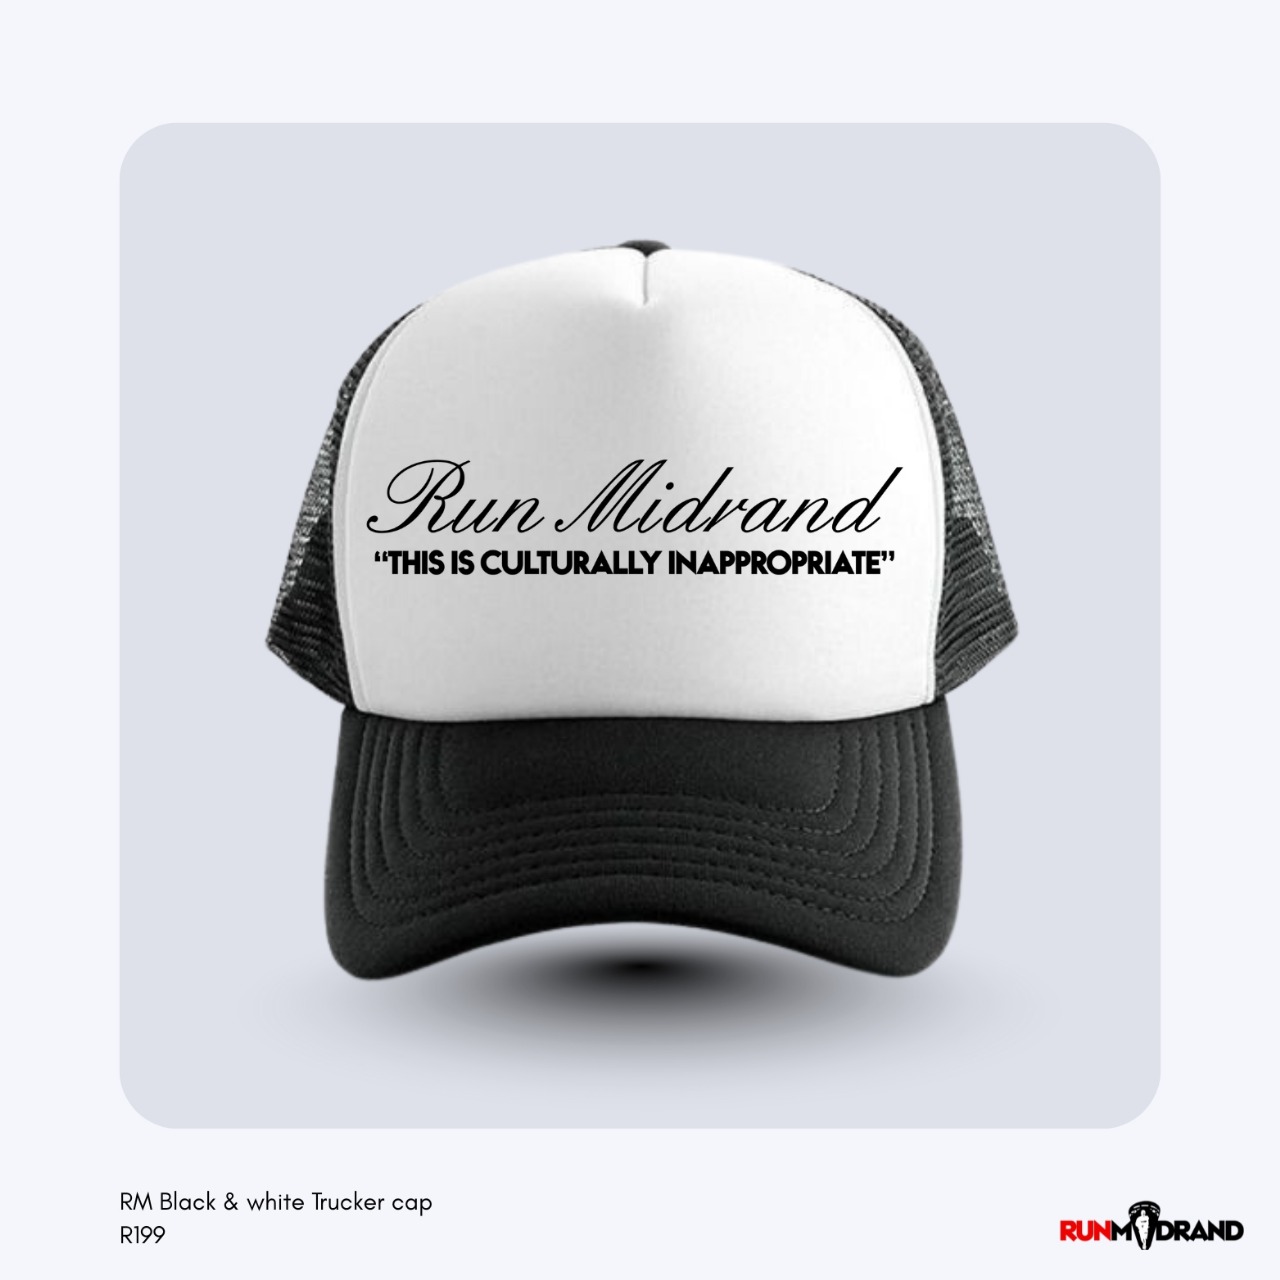 Run Midrand
“THIS IS CULTURALLY INAPPROPRIATE”
RM Black & white Trucker cap
R199
RUNMIDRAND